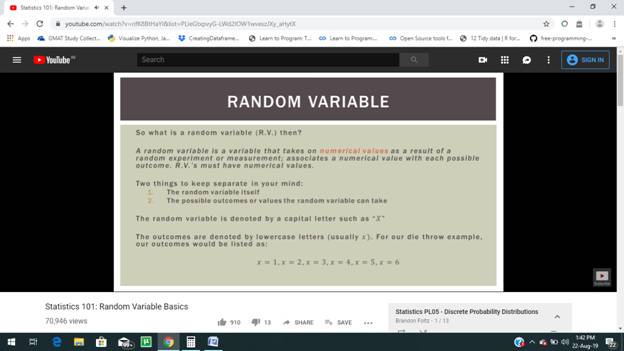 Statistics 101: Random Varia
youtube.com/watch?v=nfKBBtHaYtI&list=PLIeGtxpvyG-LWd2IOW1wveszJXy_aHytX
Apps
GMAT Study Collect...
Visualize Python, Ja...
CreatingDataframe...
Learn to Program: T...
Learn to Program:...
Open Source tools f...
12 Tidy data | R for...
free-programming-...
YouTube
Search
SIGN IN
RANDOM VARIABLE
So what is a random variable (R.V.) then?
A random variable is a variable that takes on numerical values as a result of a
random experiment or measurement; associates a numerical value with each possible
outcome. R.V.'s must have numerical values.
Two things to keep separate in your mind:
1. The random variable itself
2. The possible outcomes or values the random variable can take
The random variable is denoted by a capital letter such as "X"
The outcomes are denoted by lowercase letters (usually x). For our die throw example,
our outcomes would be listed as:
x = 1, x = 2, x = 3, x = 4, x = 5, x = 6
Subscribe
Statistics 101: Random Variable Basics
70,946 views
910
13
SHARE
SAVE
Statistics PL05 - Discrete Probability Distributions
Brandon Foltz - 1 / 13
1:42 PM
22-Aug-19
22